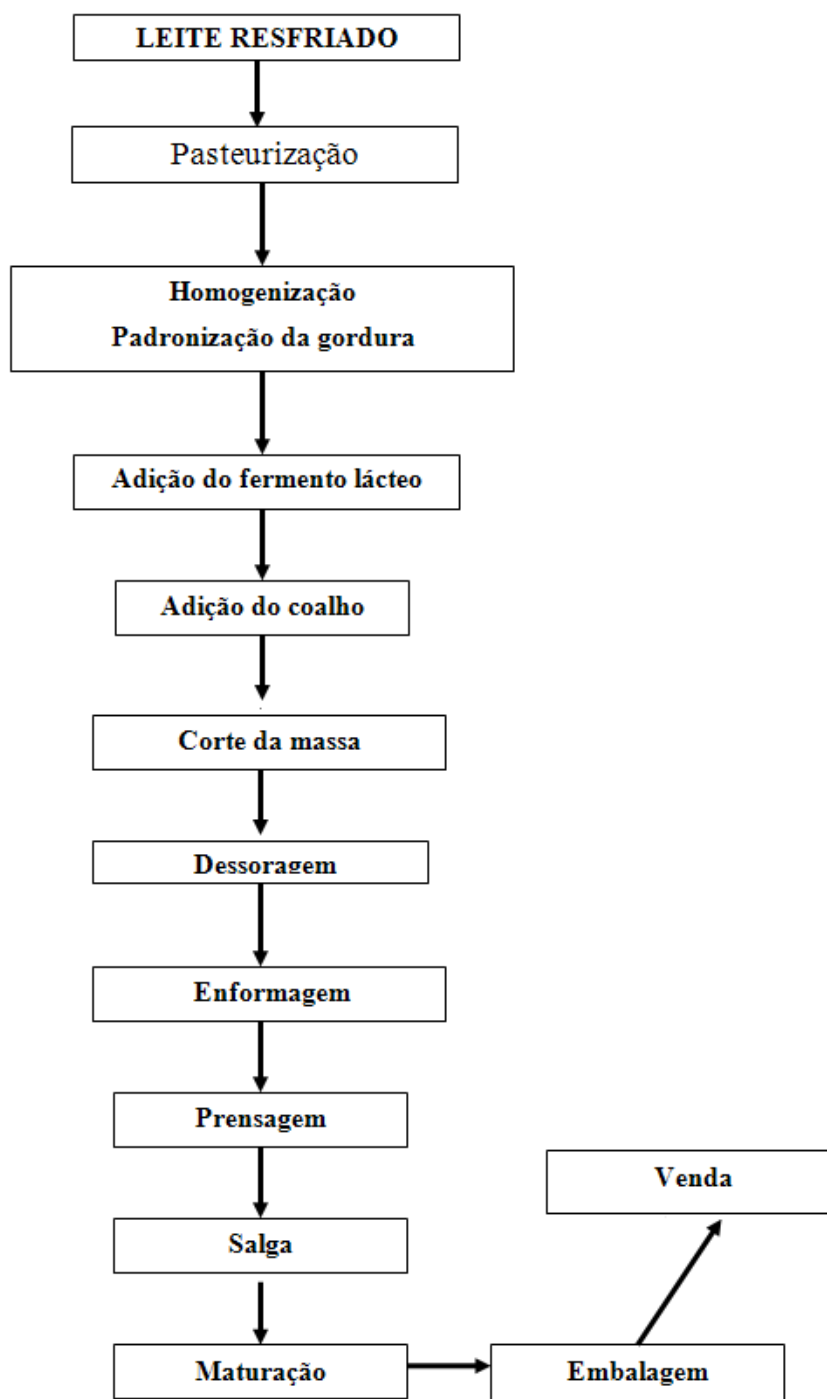 LEITE RESFRIADO
Pasteurização
Homogenização
Padronização da gordura
Adição do fermento lácteo
Adição do coalho
Corte da massa
Dessoragem
Enformagem
Prensagem
Venda
Salga
Maturação
Embalagem